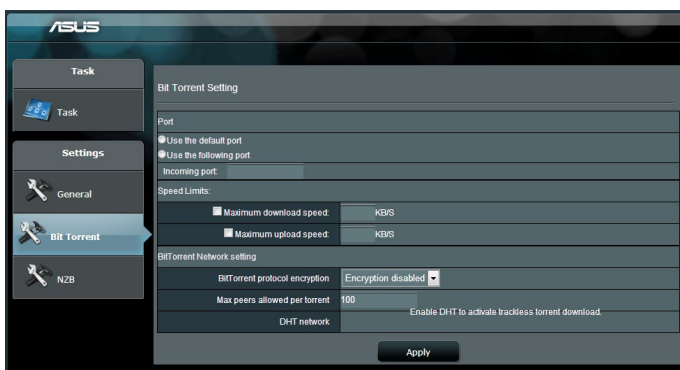 ASUS
Task
Task
Settings
General
Bit Torrent
NZB
Bit Torrent Setting
Port
Use the default port
Use the following port
Incoming port:
Speed Limits:
Maximum download speed: KB/S
Maximum upload speed: KB/S
BitTorrent Network setting
BitTorrent protocol encryption Encryption disabled
Max peers allowed per torrent 100
DHT network Enable DHT to activate trackless torrent download.
Apply